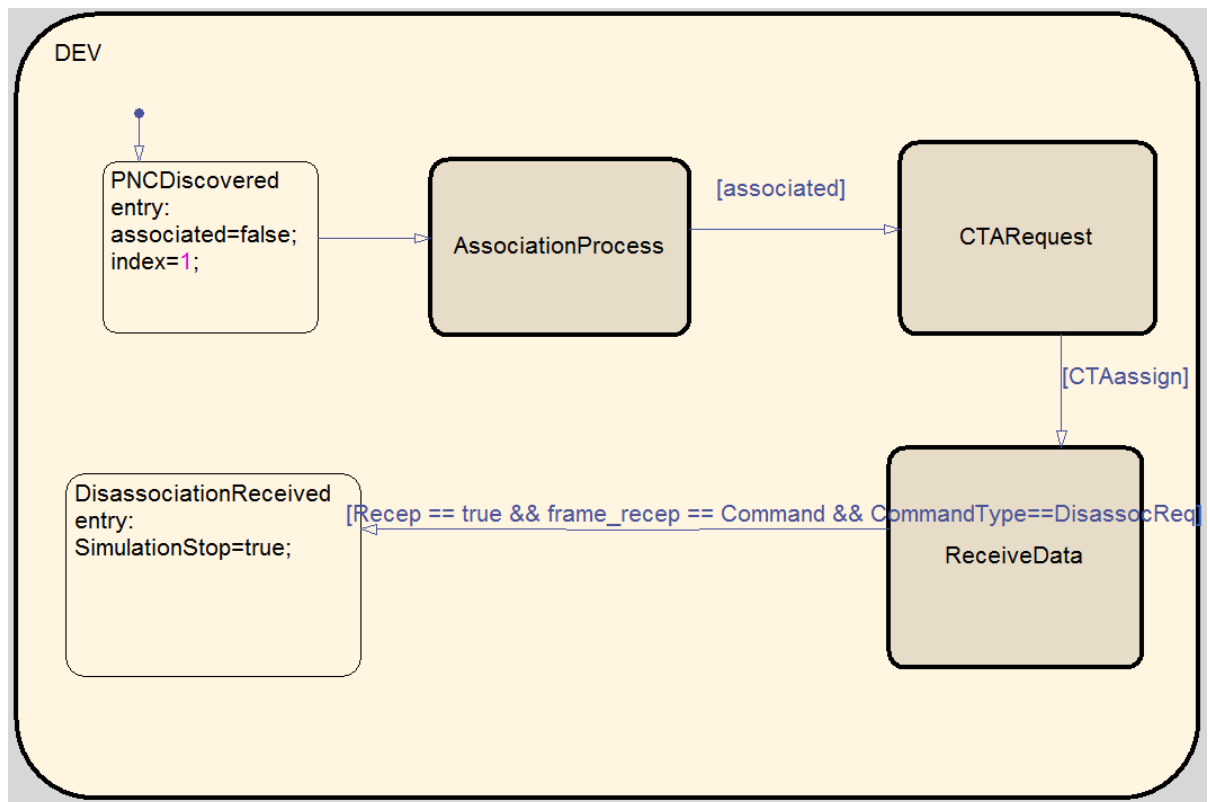 DEV
PNCDiscovered
entry:
associated=false;
index=1;
AssociationProcess
[associated]
CTARequest
[CTAassign]
DisassociationReceived
entry:
SimulationStop=true;
[Recep == true && frame_recep == Command && CommandType==DisassocReq]
ReceiveData